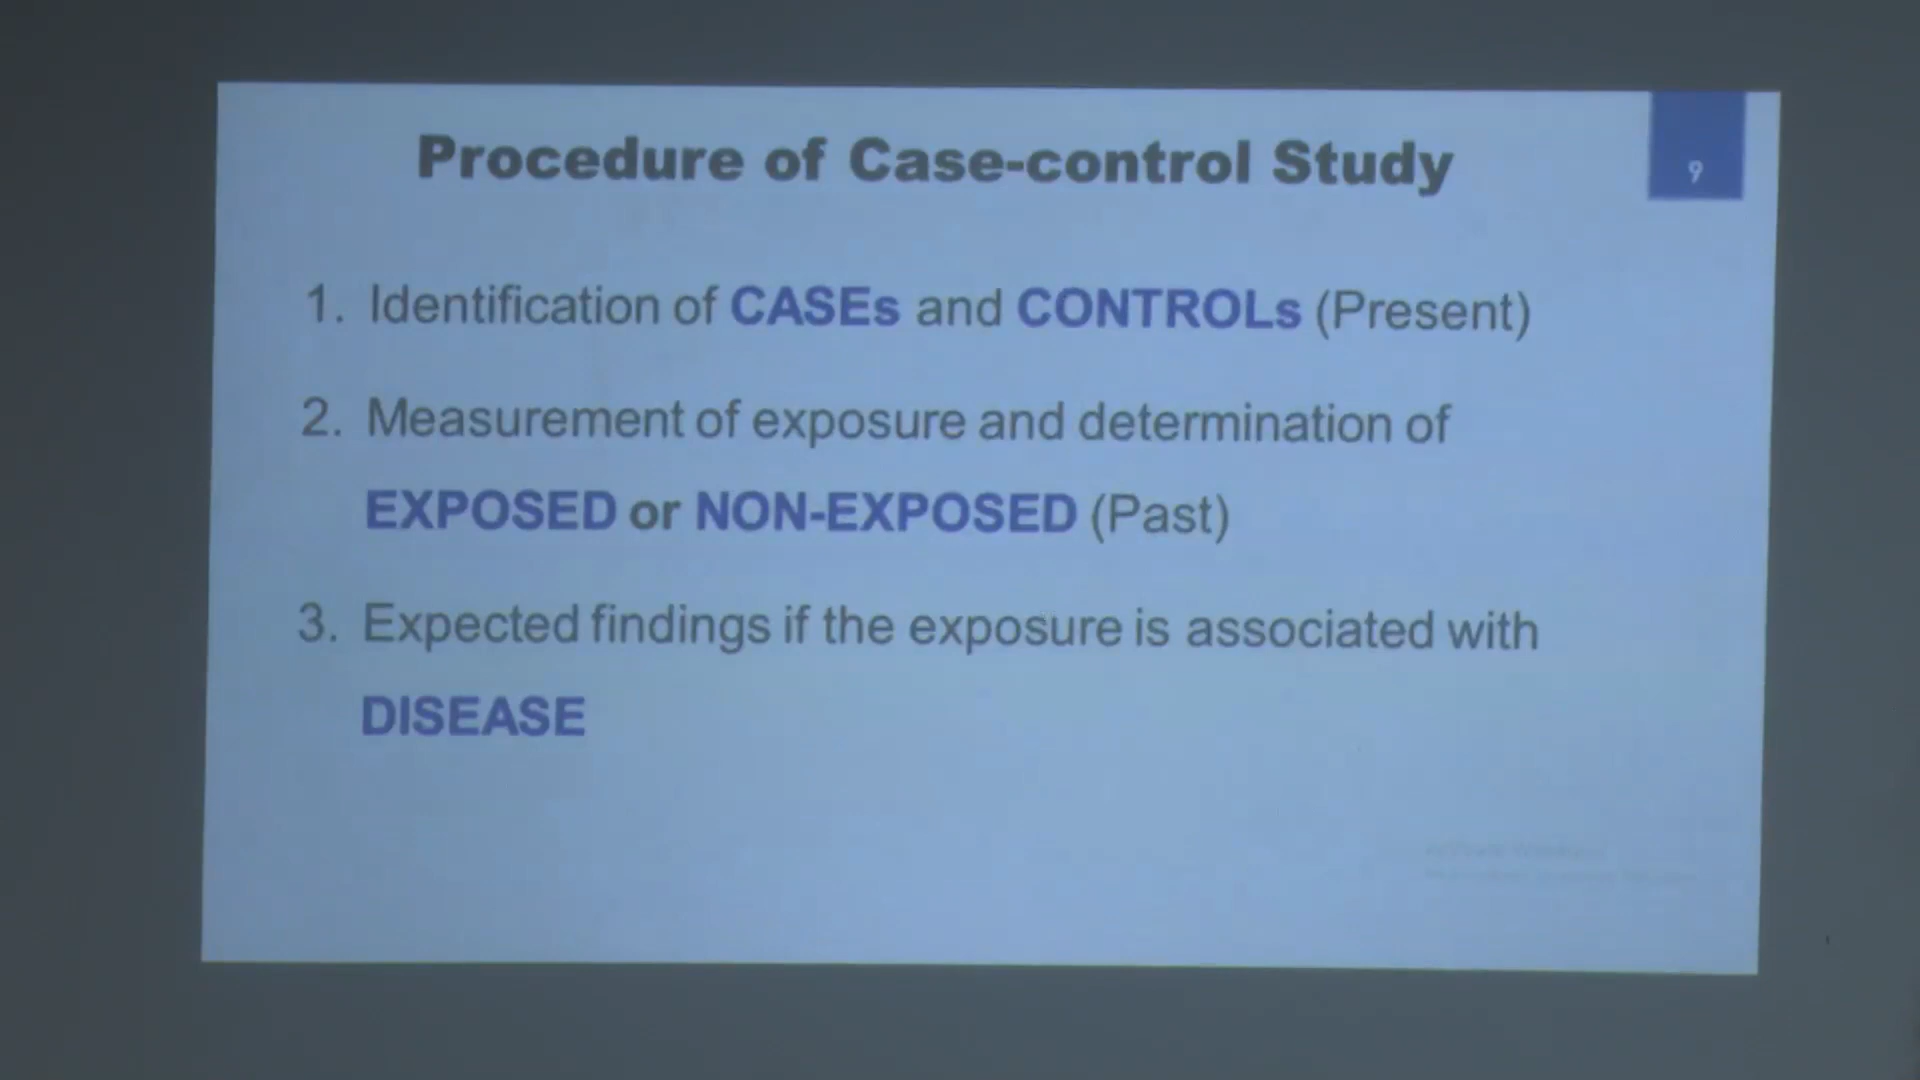 Procedure of Case-control Study
9
1. Identification of CASEs and CONTROLs (Present)
2. Measurement of exposure and determination of
EXPOSED or NON-EXPOSED (Past)
3. Expected findings if the exposure is associated with
DISEASE